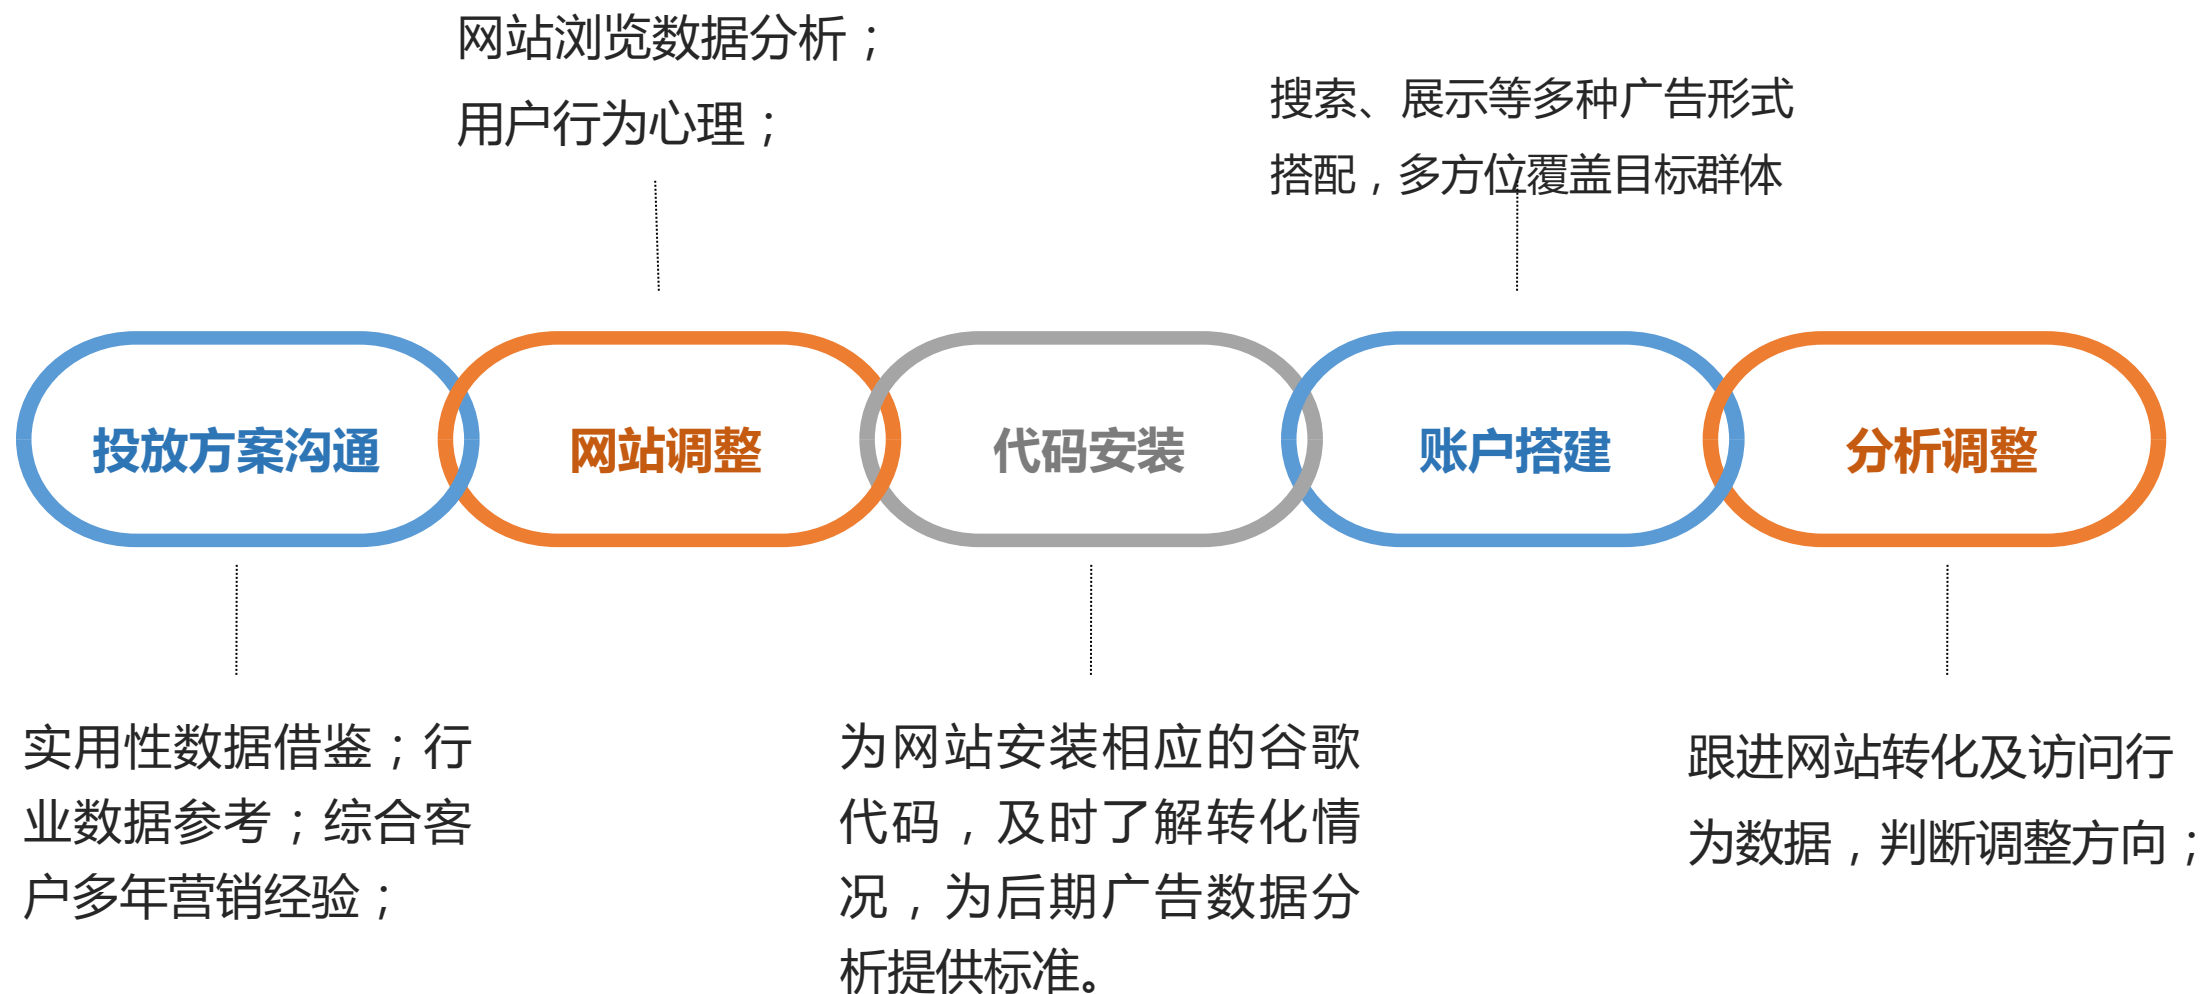 网站浏览数据分析；
用户行为心理；
搜索、展示等多种广告形式
搭配，多方位覆盖目标群体
投放方案沟通
网站调整
代码安装
账户搭建
分析调整
实用性数据借鉴；行
业数据参考；综合客
户多年营销经验；
为网站安装相应的谷歌
代码，及时了解转化情
况，为后期广告数据分
析提供标准。
跟进网站转化及访问行
为数据，判断调整方向；